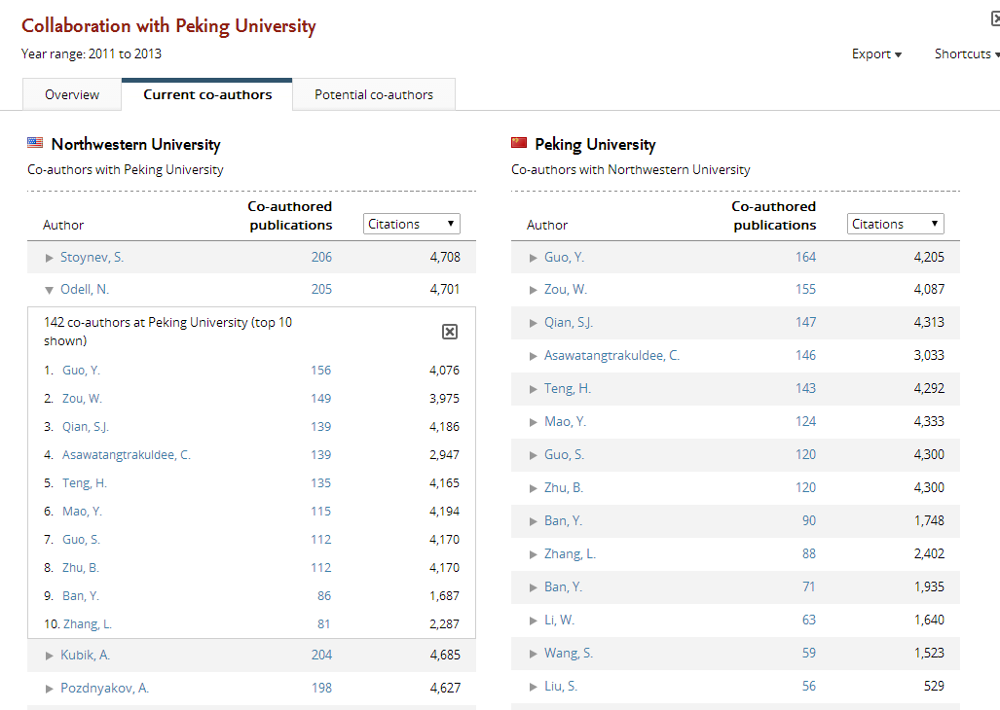 Collaboration with Peking University
Year range: 2011 to 2013
Export Shortcuts
Overview Current co-authors Potential co-authors
Northwestern University
Co-authors with Peking University
Author Co-authored publications Citations
Stoynev, S. 206 4,708
Odell, N. 205 4,701
142 co-authors at Peking University (top 10
shown)
1. Guo, Y. 156 4,076
2. Zou, W. 149 3,975
3. Qian, S.J. 139 4,186
4. Asawatangtrakuldee, C. 139 2,947
5. Teng, H. 135 4,165
6. Mao, Y. 115 4,194
7. Guo, S. 112 4,170
8. Zhu, B. 112 4,170
9. Ban, Y. 86 1,687
10. Zhang, L. 81 2,287
Kubik, A. 204 4,685
Pozdnyakov, A. 198 4,627
Peking University
Co-authors with Northwestern University
Author Co-authored publications Citations
Guo, Y. 164 4,205
Zou, W. 155 4,087
Qian, S.J. 147 4,313
Asawatangtrakuldee, C. 146 3,033
Teng, H. 143 4,292
Mao, Y. 124 4,333
Guo, S. 120 4,300
Zhu, B. 120 4,300
Ban, Y. 90 1,748
Zhang, L. 88 2,402
Ban, Y. 71 1,935
Li, W. 63 1,640
Wang, S. 59 1,523
Liu, S. 56 529